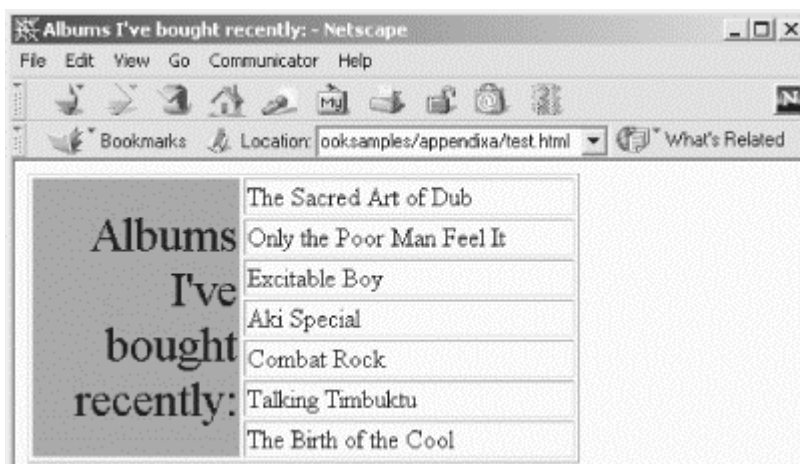 Albums I've bought recently: - Netscape
File Edit View Go Communicator Help
My
N
Bookmarks Location: ooksamples/appendixa/test.html What's Related
Albums
I've
bought
recently:
The Sacred Art of Dub
Only the Poor Man Feel It
Excitable Boy
Aki Special
Combat Rock
Talking Timbuktu
The Birth of the Cool